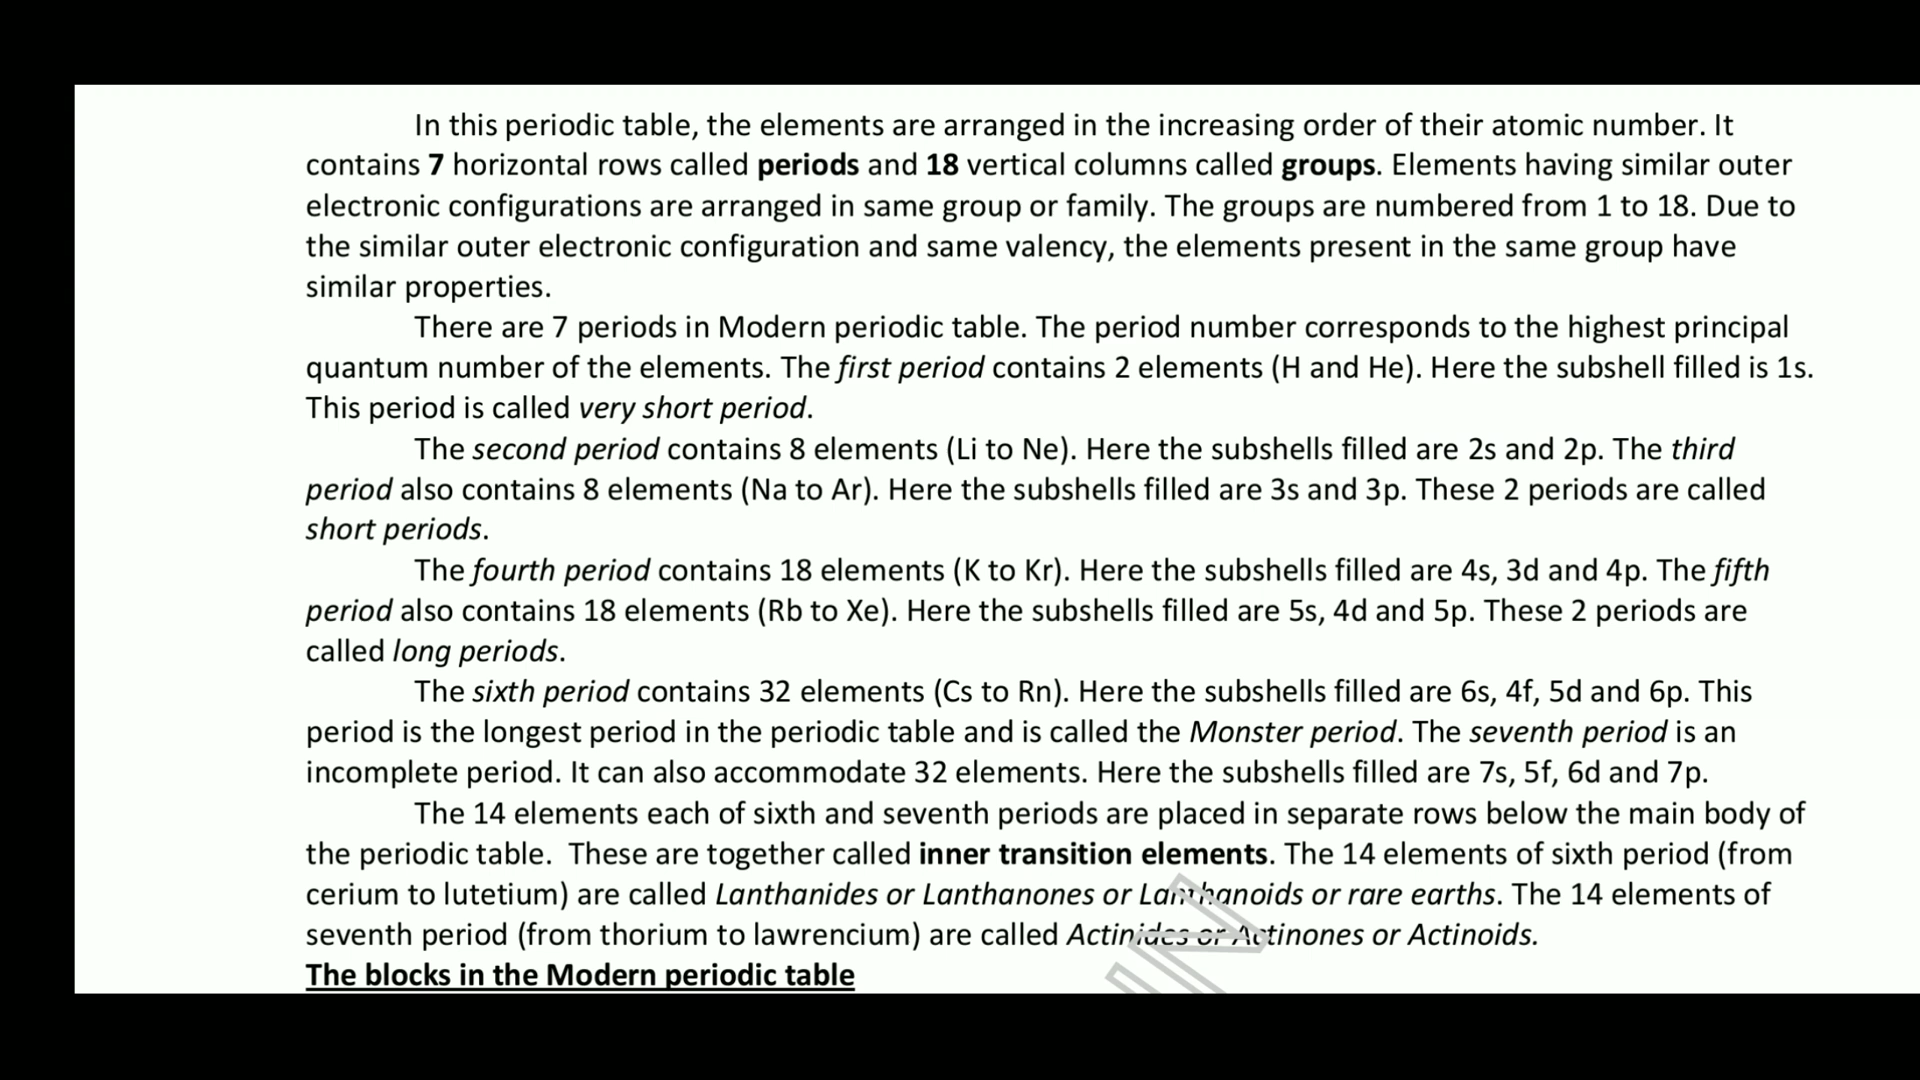 In this periodic table, the elements are arranged in the increasing order of their atomic number. It
contains 7 horizontal rows called periods and 18 vertical columns called groups. Elements having similar outer
electronic configurations are arranged in same group or family. The groups are numbered from 1 to 18. Due to
the similar outer electronic configuration and same valency, the elements present in the same group have
similar properties.
There are 7 periods in Modern periodic table. The period number corresponds to the highest principal
quantum number of the elements. The first period contains 2 elements (H and He). Here the subshell filled is 1s.
This period is called very short period.
The second period contains 8 elements (Li to Ne). Here the subshells filled are 2s and 2p. The third
period also contains 8 elements (Na to Ar). Here the subshells filled are 3s and 3p. These 2 periods are called
short periods.
The fourth period contains 18 elements (K to Kr). Here the subshells filled are 4s, 3d and 4p. The fifth
period also contains 18 elements (Rb to Xe). Here the subshells filled are 5s, 4d and 5p. These 2 periods are
called long periods.
The sixth period contains 32 elements (Cs to Rn). Here the subshells filled are 6s, 4f, 5d and 6p. This
period is the longest period in the periodic table and is called the Monster period. The seventh period is an
incomplete period. It can also accommodate 32 elements. Here the subshells filled are 7s, 5f, 6d and 7p.
The 14 elements each of sixth and seventh periods are placed in separate rows below the main body of
the periodic table. These are together called inner transition elements. The 14 elements of sixth period (from
cerium to lutetium) are called Lanthanides or Lanthanones or Lanthanoids or rare earths. The 14 elements of
seventh period (from thorium to lawrencium) are called Actinides or Actinones or Actinoids.
The blocks in the Modern periodic table